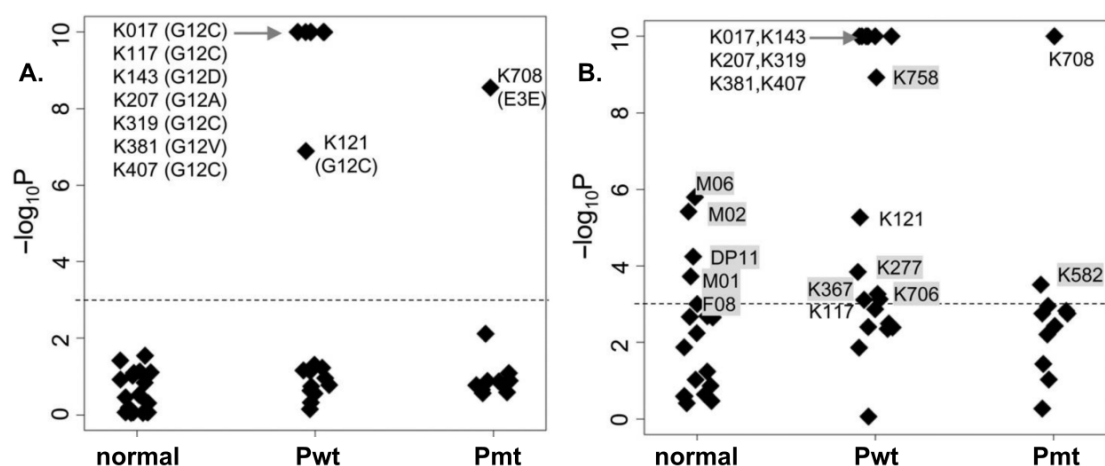 A.
K017 (G12C)
K117 (G12C)
K143 (G12D)
K207 (G12A)
K319 (G12C)
K381 (G12V)
K407 (G12C)
K121
(G12C)
K708
(E3E)
−log10P
10
8
6
4
2
0
normal Pwt Pmt
B.
K017,K143
K207,K319
K381,K407
K758
K708
M06
M02
DP11
M01
F08
K121
K277
K367
K706
K117
K582
−log10P
10
8
6
4
2
0
normal Pwt Pmt